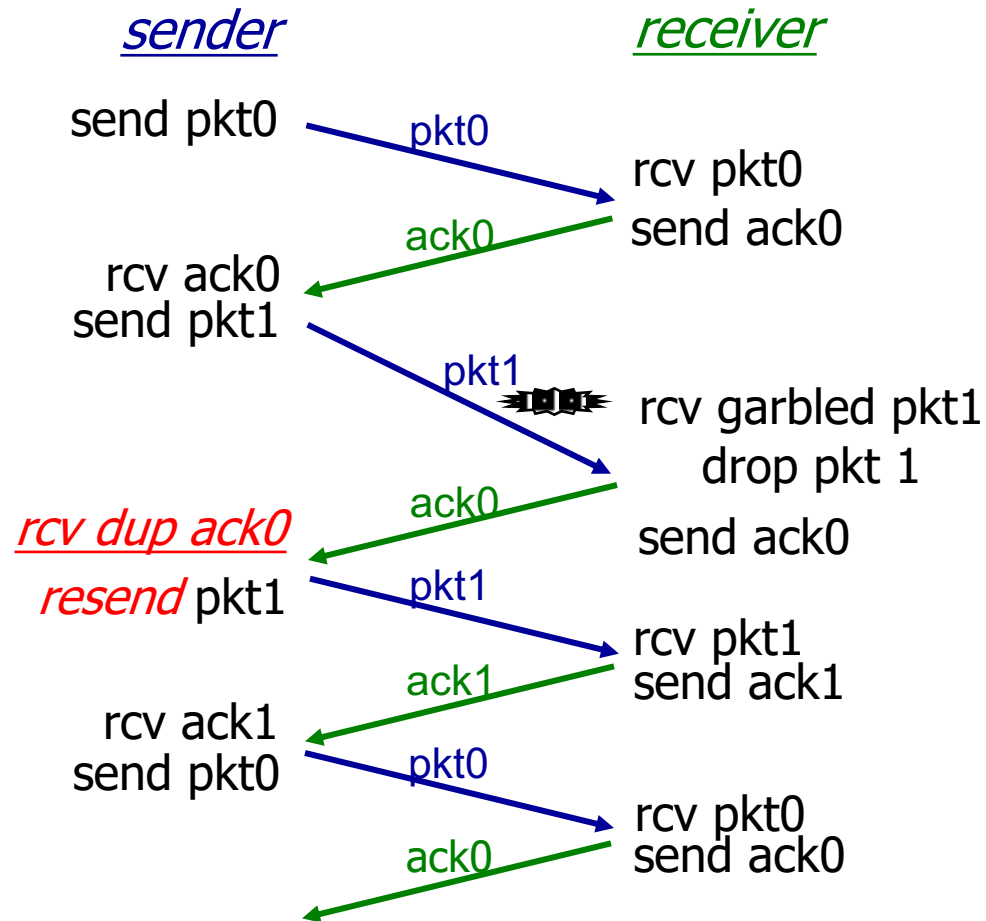 sender
receiver
send pkt0
pkt0
rcv pkt0
send ack0
ack0
rcv ack0
send pkt1
pkt1
rcv garbled pkt1
drop pkt 1
send ack0
ack0
rcv dup ack0
resend pkt1
pkt1
rcv pkt1
send ack1
ack1
rcv ack1
send pkt0
pkt0
rcv pkt0
send ack0
ack0